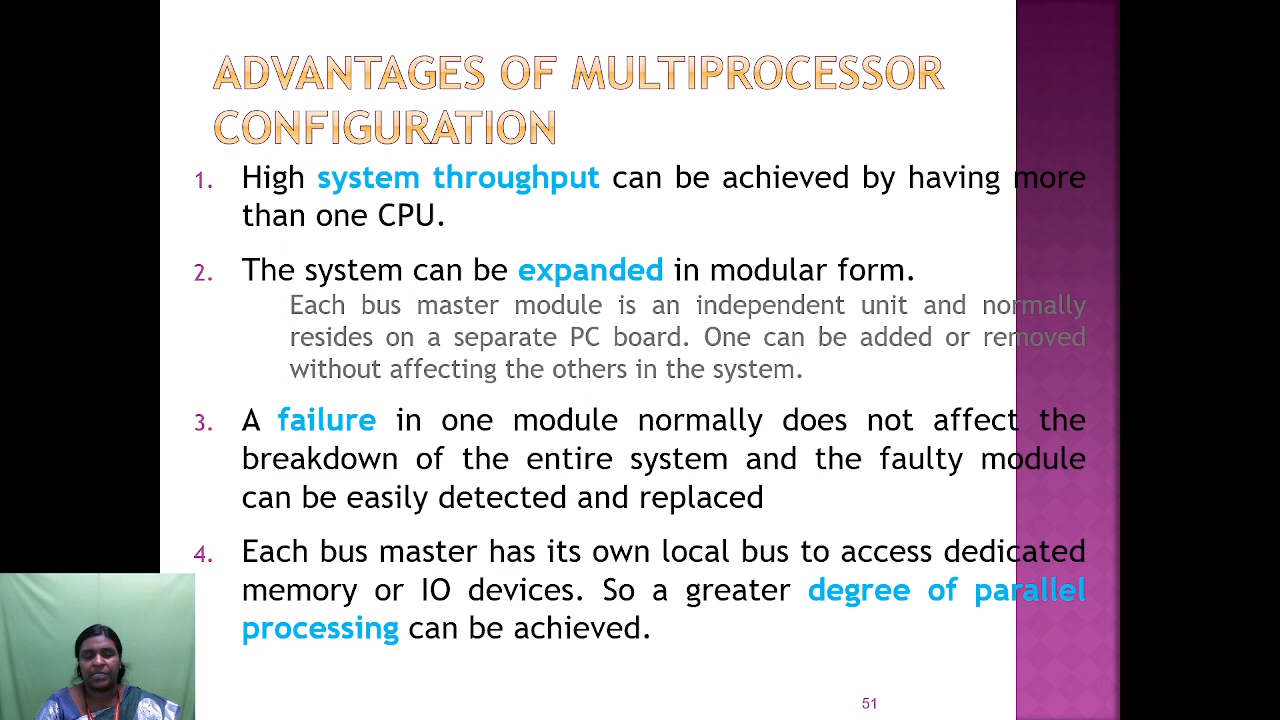 ADVANTAGES OF MULTIPROCESSOR
CONFIGURATION
1. High system throughput can be achieved by having more
than one CPU.
2. The system can be expanded in modular form.
Each bus master module is an independent unit and normally
resides on a separate PC board. One can be added or removed
without affecting the others in the system.
3. A failure in one module normally does not affect the
breakdown of the entire system and the faulty module
can be easily detected and replaced
4. Each bus master has its own local bus to access dedicated
memory or IO devices. So a greater degree of parallel
processing can be achieved.
51